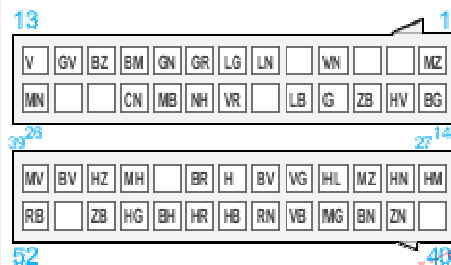 13 1
V GV BZ BM GN GR LG LN WN MZ
MN CN MB NH VR LB G ZB HV BG
39 26 27 14
MV BV HZ MH BR H BV VG HL MZ HN HM
RB ZB HG BH HR HB RN VB MG BN ZN
52 40